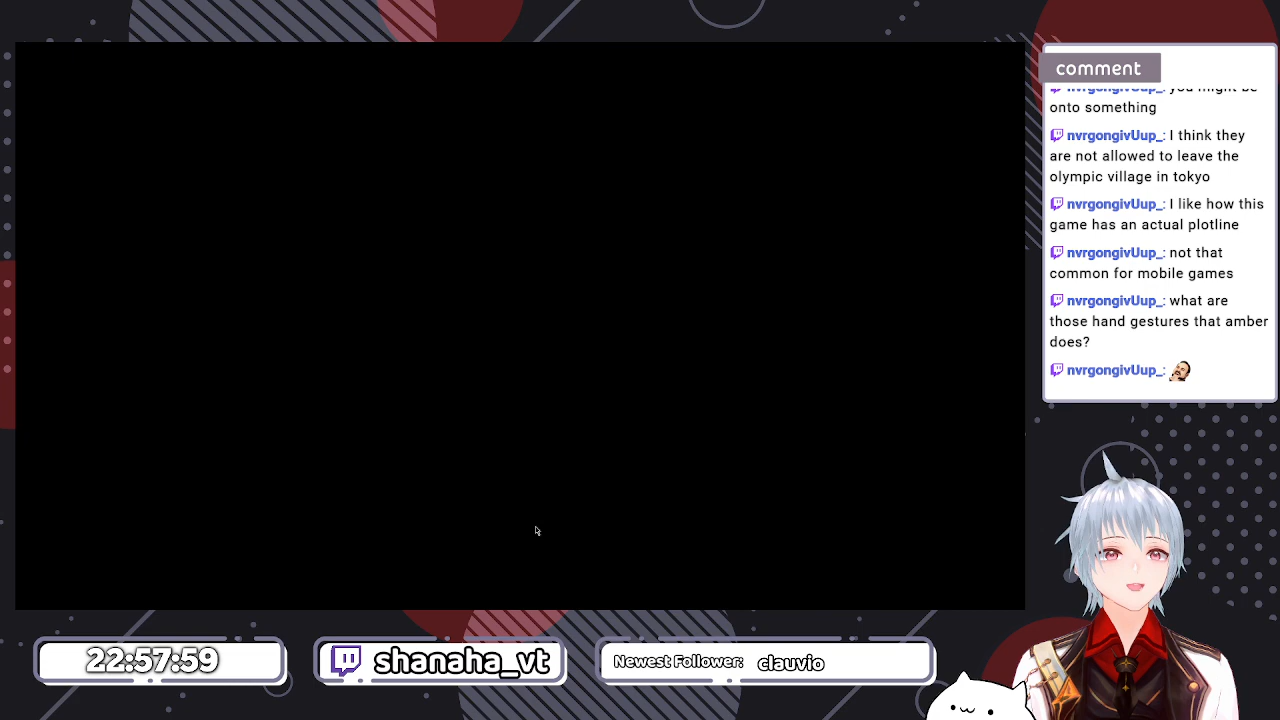 comment
nvrgongivUup_: you might be
onto something
nvrgongivUup_: I think they
are not allowed to leave the
olympic village in tokyo
nvrgongivUup_: I like how this
game has an actual plotline
nvrgongivUup_: not that
common for mobile games
nvrgongivUup_: what are
those hand gestures that amber
does?
nvrgongivUup_:
22:57:59
shanaha_vt
Newest Follower: clauvio